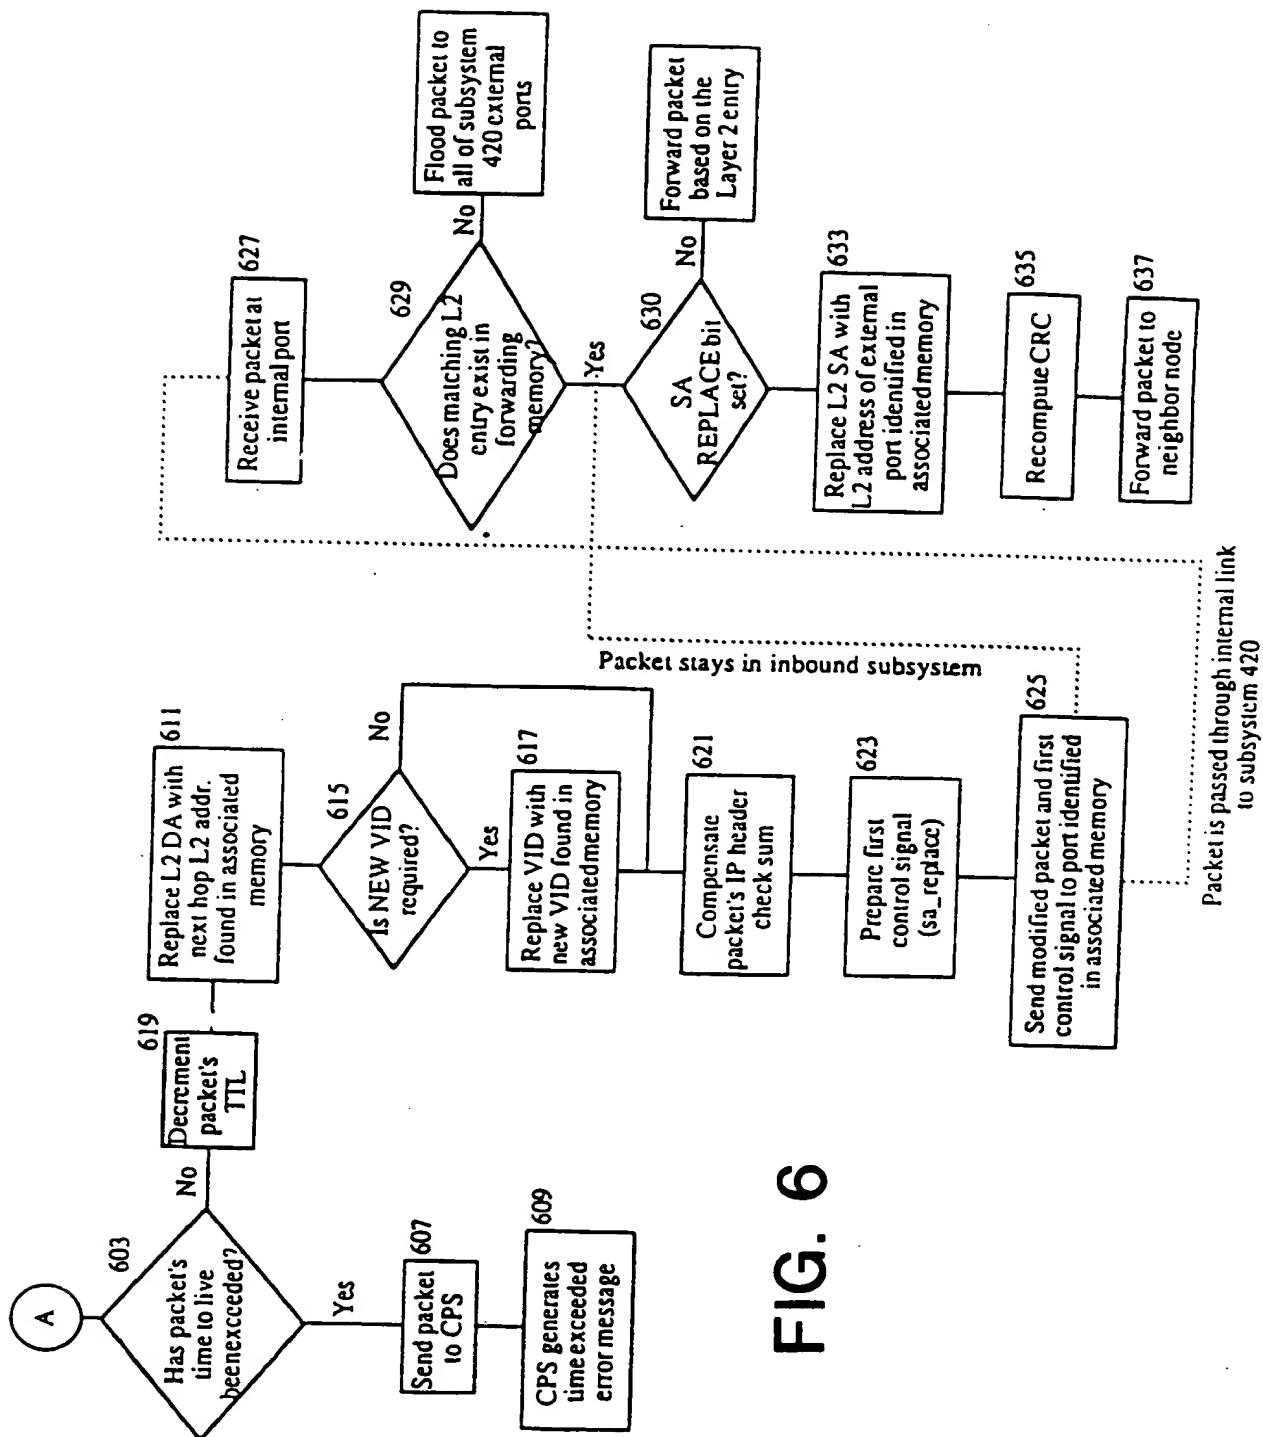 A
603
Has packet's
time to live
beenexceeded?
No
Yes
607
Send packet
to CPS
609
CPS generates
time exceeded
error message
619
Decrement
packet's
TTL
611
Replace L2 DA with
next hop L2 addr.
found in associated
memory
615
Is NEW VID
required?
No
Yes
617
Replace VID with
new VID found in
associated memory
621
Compensate
packet's IP header
check sum
623
Prepare first
control signal
(sa_replace)
625
Send modified packet and first
control signal to port identified
in associated memory
Packet stays in inbound subsystem
Packet is passed through internal link
to subsystem 420
627
Receive packet at
internal port
629
Does matching L2
entry exist in
forwarding
memory?
No
Flood packet to
all of subsystem
420 external
ports
Yes
630
SA
REPLACE bit
set?
No
Forward packet
based on the
Layer 2 entry
633
Replace L2 SA with
L2 address of external
port identified in
associated memory
635
Recompute CRC
637
Forward packet to
neighbor node
FIG. 6